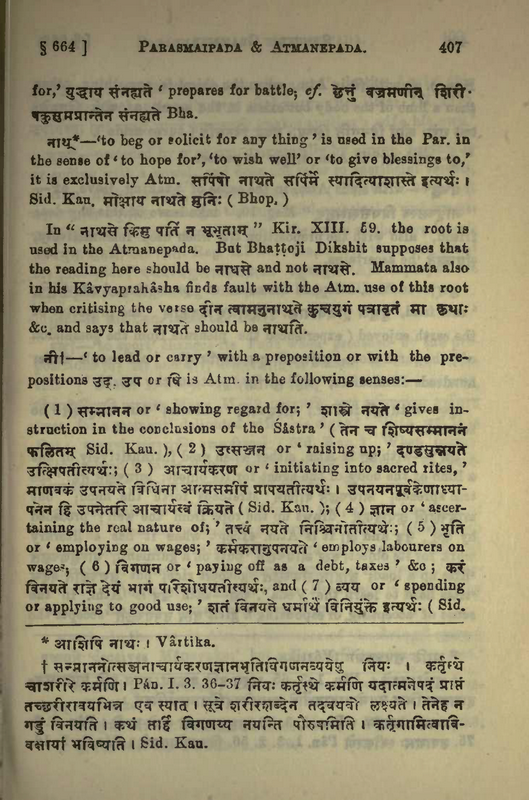 § 664 ] PARASMAIPADA & ATMANEPADA. 407
for,' युद्धाय संनह्यते ' prepares for battle; cf. छेत्तुं वज्रमणीन् शिरी-
षकुसुमप्रान्तेन संनह्यते Bha.
नाथ्*—'to beg or solicit for any thing ' is used in the Par. in
the sense of ' to hope for', 'to wish well' or 'to give blessings to,'
it is exclusively Atm. सर्पिषो नाथते सर्पिर्मे स्यादित्याशास्ते इत्यर्थः ।
Sid. Kau. मोक्षाय नाथते मुनिः ( Bhop. )
In " नाथसे किमु पतिं न भूभृताम् " Kir. XIII. 59. the root is
used in the Atmanepada. But Bhaṭṭoji Dikshit supposes that
the reading here should be नाधसे and not नाथसे. Mammata also
in his Kâvyaprahâsha finds fault with the Atm. use of this root
when critising the verse दीनं त्वामनुनाथते कुचयुगं पत्रावृतं मा कृथाः
&c. and says that नाथते should be नाथति.
नी†—' to lead or carry ' with a preposition or with the pre-
positions उद्, उप or वि is Atm. in the following senses:—
( 1 ) सम्मानन or ' showing regard for; ' शास्त्रे नयते ' gives in-
struction in the conclusions of the Śâstra ' ( तेन च शिष्यसम्माननं
फलितम् Sid. Kau. ), ( 2 ) उत्सञ्जन or ' raising up; ' दण्डमुन्नयते
उत्क्षिपतीत्यर्थः; ( 3 ) आचार्यकरण or ' initiating into sacred rites, '
माणवकं उपनयते विधिना आत्मसमीपं प्रापयतीत्यर्थः । उपनयनपूर्वकेणाध्या-
पनेन हि उपनेतरि आचार्यत्वं क्रियते ( Sid. Kau. ); ( 4 ) ज्ञान or 'ascer-
taining the real nature of; ' तत्त्वं नयते निश्चिनोतीत्यर्थः; ( 5 ) भृति
or ' employing on wages; ' कर्मकरानुपनयते ' employs labourers on
wages, ( 6 ) विगणन or ' paying off as a debt, taxes ' &c ; करं
विनयते राज्ञे देयं भागं परिशोधयतीत्यर्थः, and ( 7 ) व्यय or ' spending
or applying to good use; ' शतं विनयते धर्मार्थं विनियुंक्ते इत्यर्थः ( Sid.
* आशिषि नाथः । Vârtika.
† सम्माननोत्सञ्जनाचार्यकरणज्ञानभृतिविगणनव्ययेषु नियः । कर्तृस्थे
चाशरीरे कर्मणि । Pán. I. 3. 36-37 नियः कर्तृस्थे कर्मणि यदात्मनेपदं प्राप्तं
तच्छरीरावयवभिन्न एव स्यात् । सूत्रे शरीरशब्देन तदवयवो लक्ष्यते । तेनेह न
गडुं विनयति । कथं तर्हि विगणय्य नयन्ति पौरुषमिति । कर्तृगामित्वावि-
वक्षायां भविष्यति । Sid. Kau.